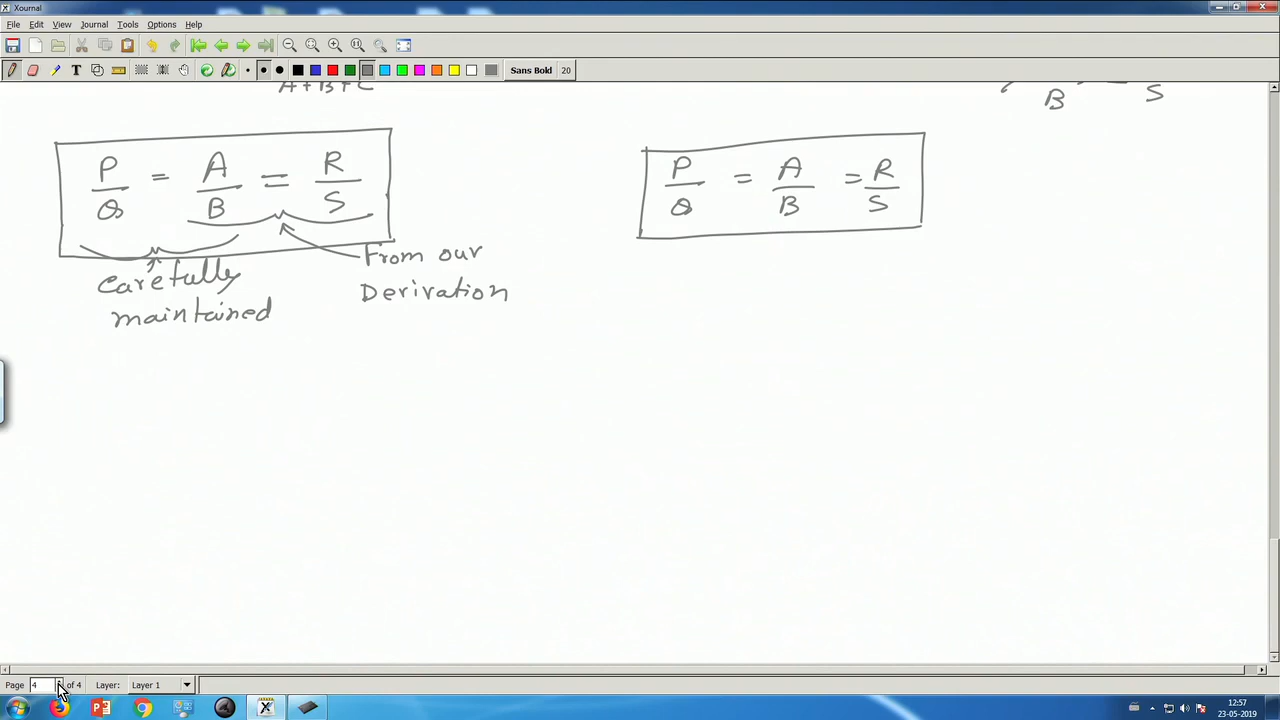 Xournal
File Edit View Journal Tools Options Help
Sans Bold 20
A+B+C
B S
P/Q = A/B = R/S
P/Q = A/B = R/S
From our
Carefully
Derivation
maintained
Page 4 of 4 Layer: Layer 1
12:57
23-05-2019